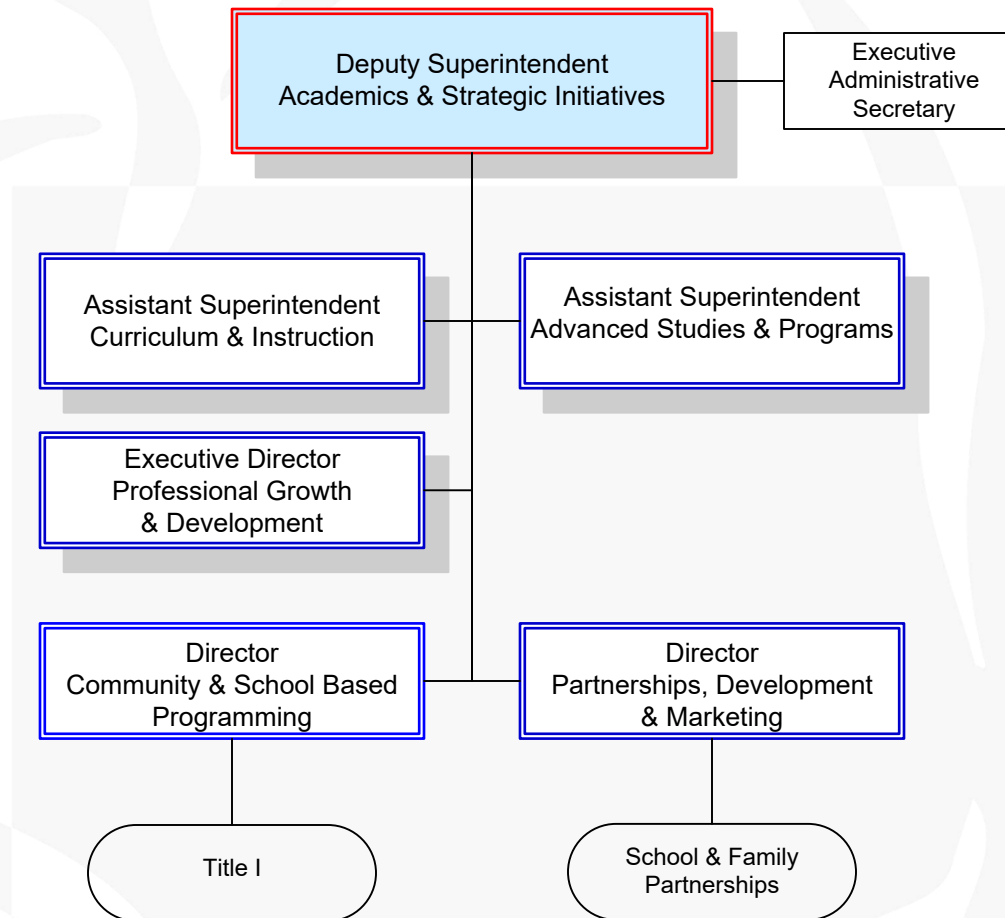 Deputy Superintendent
Academics & Strategic Initiatives
Executive
Administrative
Secretary
Assistant Superintendent
Curriculum & Instruction
Assistant Superintendent
Advanced Studies & Programs
Executive Director
Professional Growth
& Development
Director
Community & School Based
Programming
Director
Partnerships, Development
& Marketing
Title I
School & Family
Partnerships